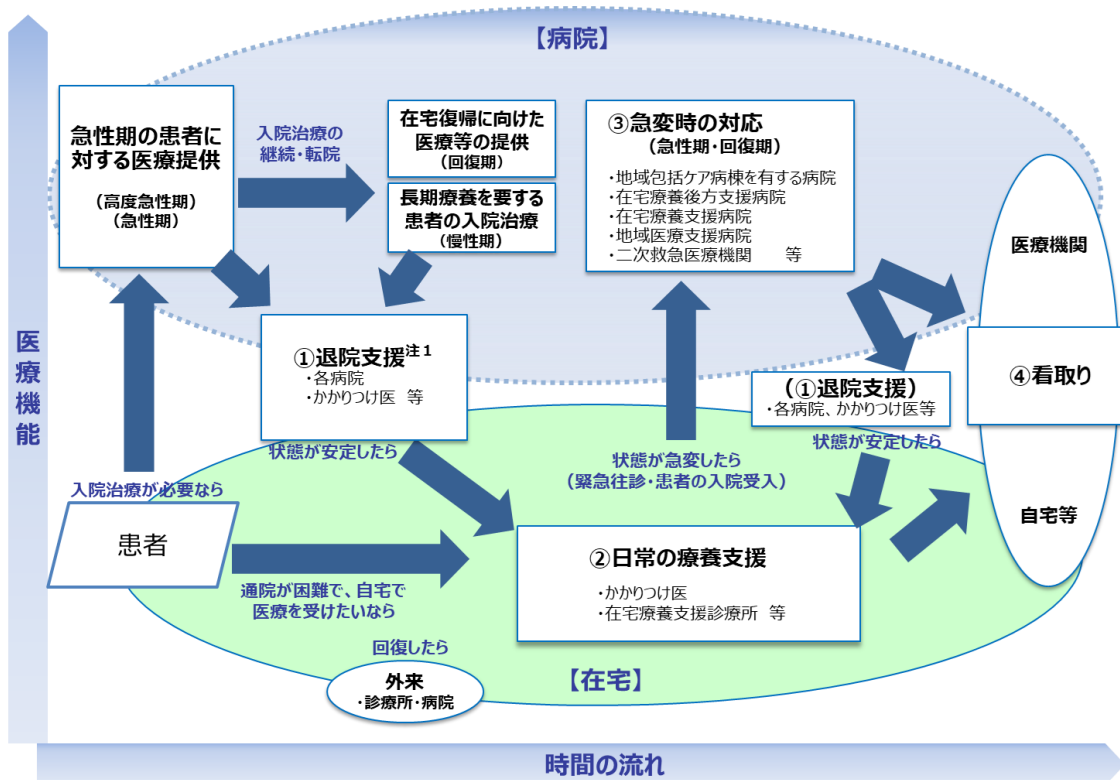 【病院】
急性期の患者に
対する医療提供
(高度急性期)
(急性期)
入院治療の
継続・転院
在宅復帰に向けた
医療等の提供
(回復期)
長期療養を要する
患者の入院治療
(慢性期)
③急変時の対応
(急性期・回復期)
・地域包括ケア病棟を有する病院
・在宅療養後方支援病院
・在宅療養支援病院
・地域医療支援病院
・二次救急医療機関 等
医療機関
④看取り
自宅等
①退院支援注1
・各病院
・かかりつけ医 等
(①退院支援)
・各病院、かかりつけ医等
状態が安定したら
状態が急変したら
(緊急往診・患者の入院受入)
状態が安定したら
入院治療が必要なら
患者
通院が困難で、自宅で
医療を受けたいなら
②日常の療養支援
・かかりつけ医
・在宅療養支援診療所 等
回復したら
外来
・診療所・病院
【在宅】
医療機能
時間の流れ